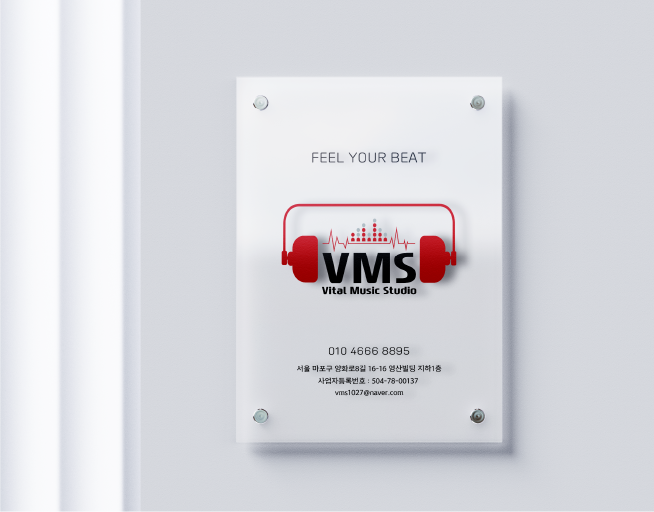 FEEL YOUR BEAT
VMS
Vital Music Studio
010 4666 8895
서울 마포구 양화로8길 16-16 영산빌딩 지하1층
사업자등록번호 : 504-78-00137
vms1027@naver.com